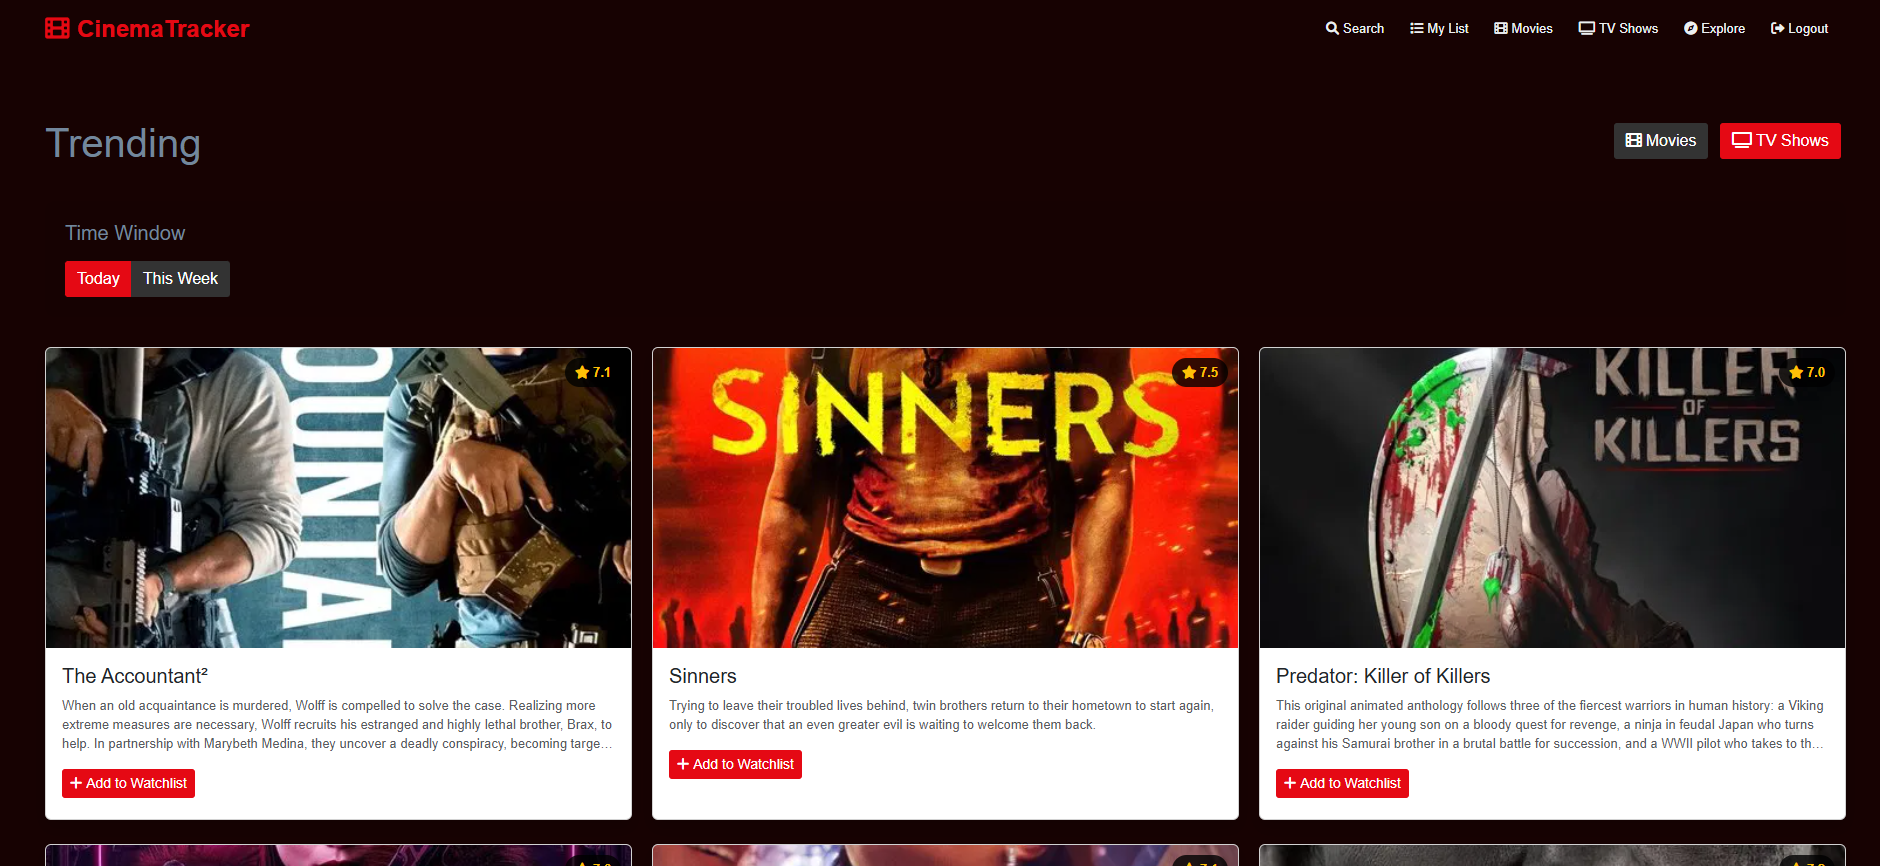 CinemaTracker
Search
My List
Movies
TV Shows
Explore
Logout
Trending
Movies
TV Shows
Time Window
Today
This Week
OUNTA
7.1
SINNERS
7.5
KILLER
OF
KILLERS
7.0
The Accountant²
When an old acquaintance is murdered, Wolff is compelled to solve the case. Realizing more
extreme measures are necessary, Wolff recruits his estranged and highly lethal brother, Brax, to
help. In partnership with Marybeth Medina, they uncover a deadly conspiracy, becoming targe...
+ Add to Watchlist
Sinners
Trying to leave their troubled lives behind, twin brothers return to their hometown to start again,
only to discover that an even greater evil is waiting to welcome them back.
+ Add to Watchlist
Predator: Killer of Killers
This original animated anthology follows three of the fiercest warriors in human history: a Viking
raider guiding her young son on a bloody quest for revenge, a ninja in feudal Japan who turns
against his Samurai brother in a brutal battle for succession, and a WWII pilot who takes to th...
+ Add to Watchlist